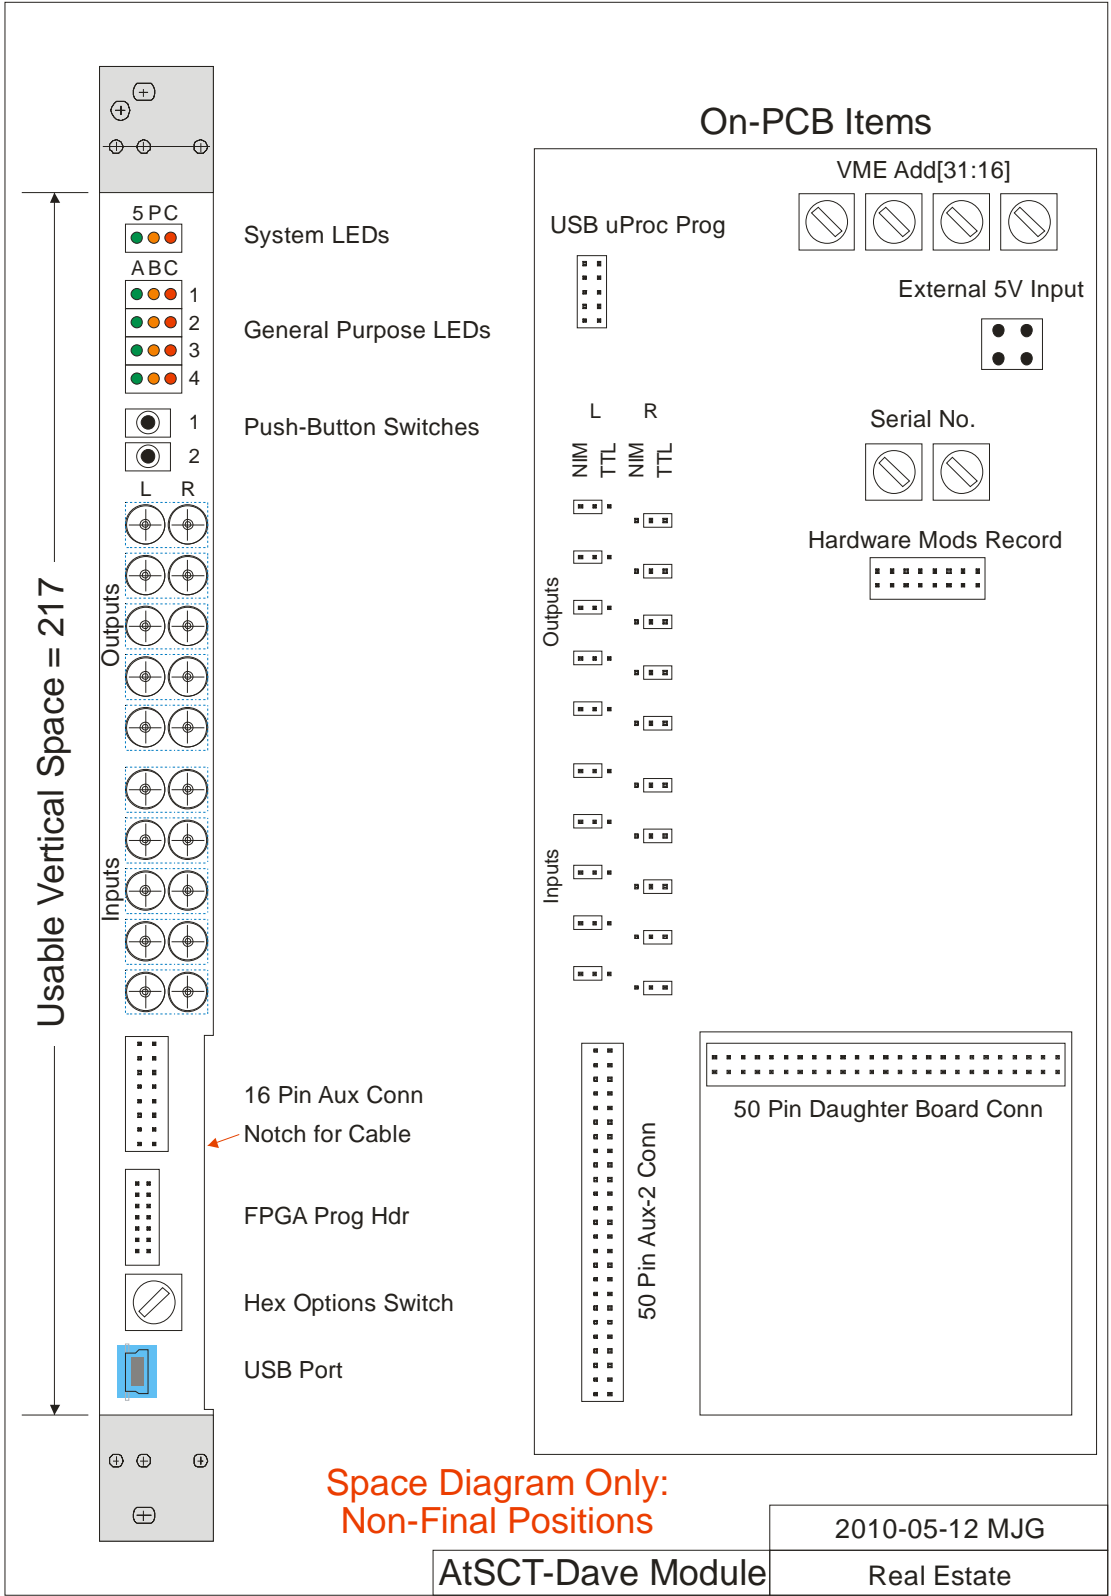 On-PCB Items
VME Add[31:16]
5 P C
System LEDs
USB uProc Prog
A B C
1
2
3
4
General Purpose LEDs
External 5V Input
1
2
Push-Button Switches
L R
L R
NIM TTL NIM TTL
Serial No.
Hardware Mods Record
Outputs
Outputs
Usable Vertical Space = 217
Inputs
Inputs
16 Pin Aux Conn
Notch for Cable
50 Pin Daughter Board Conn
50 Pin Aux-2 Conn
FPGA Prog Hdr
Hex Options Switch
USB Port
Space Diagram Only:
Non-Final Positions
2010-05-12 MJG
AtSCT-Dave Module
Real Estate